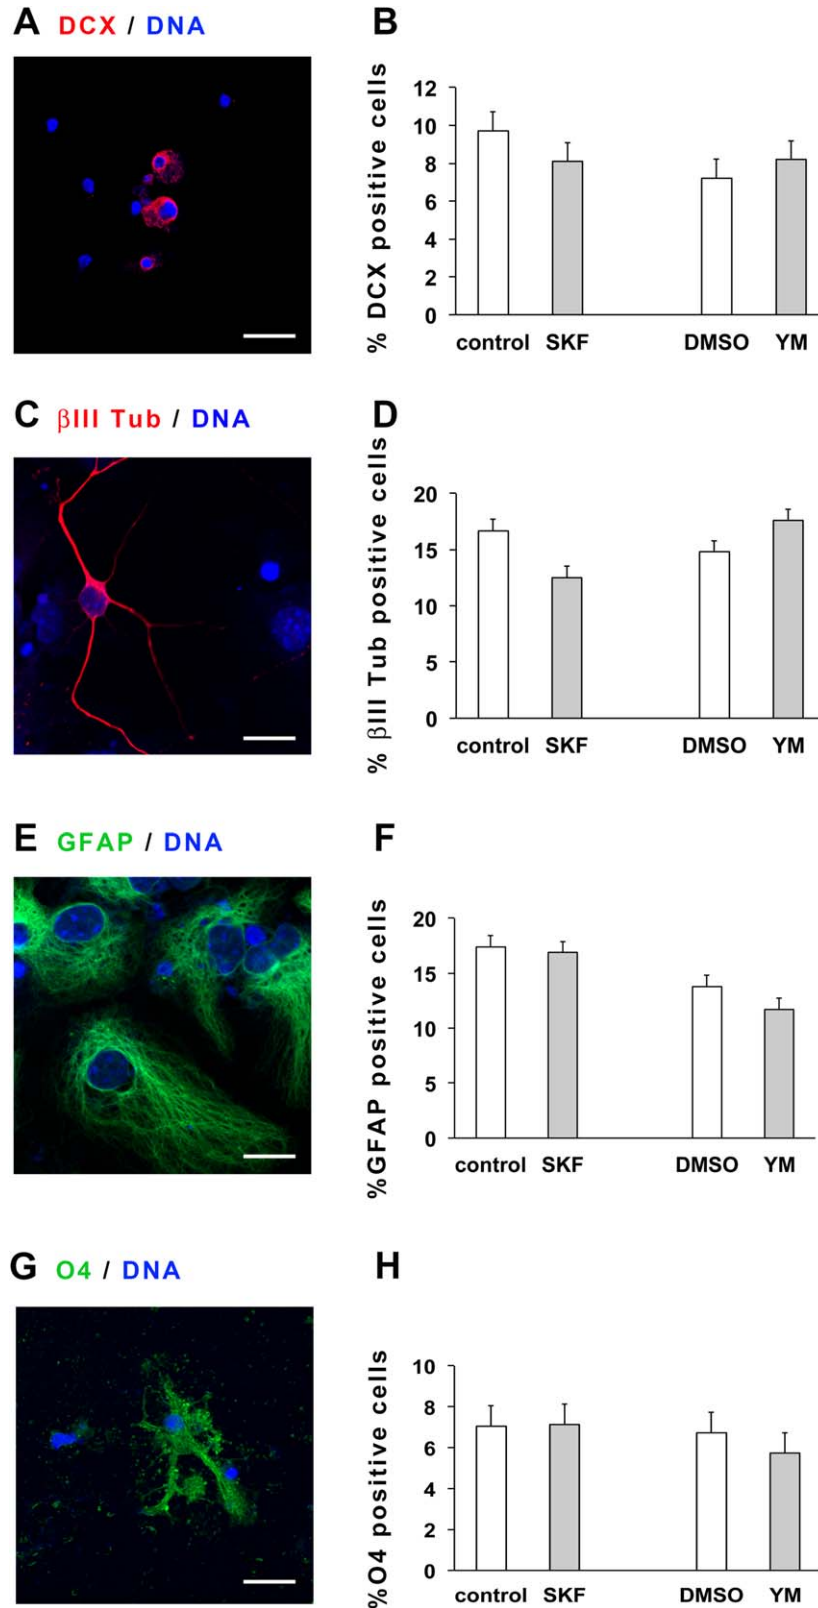 A DCX / DNA
B
% DCX positive cells
12
10
8
6
4
2
0
control SKF DMSO YM
C βIII Tub / DNA
D
% βIII Tub positive cells
20
15
10
5
0
control SKF DMSO YM
E GFAP / DNA
F
%GFAP positive cells
20
15
10
5
0
control SKF DMSO YM
G O4 / DNA
H
%O4 positive cells
10
8
6
4
2
0
control SKF DMSO YM